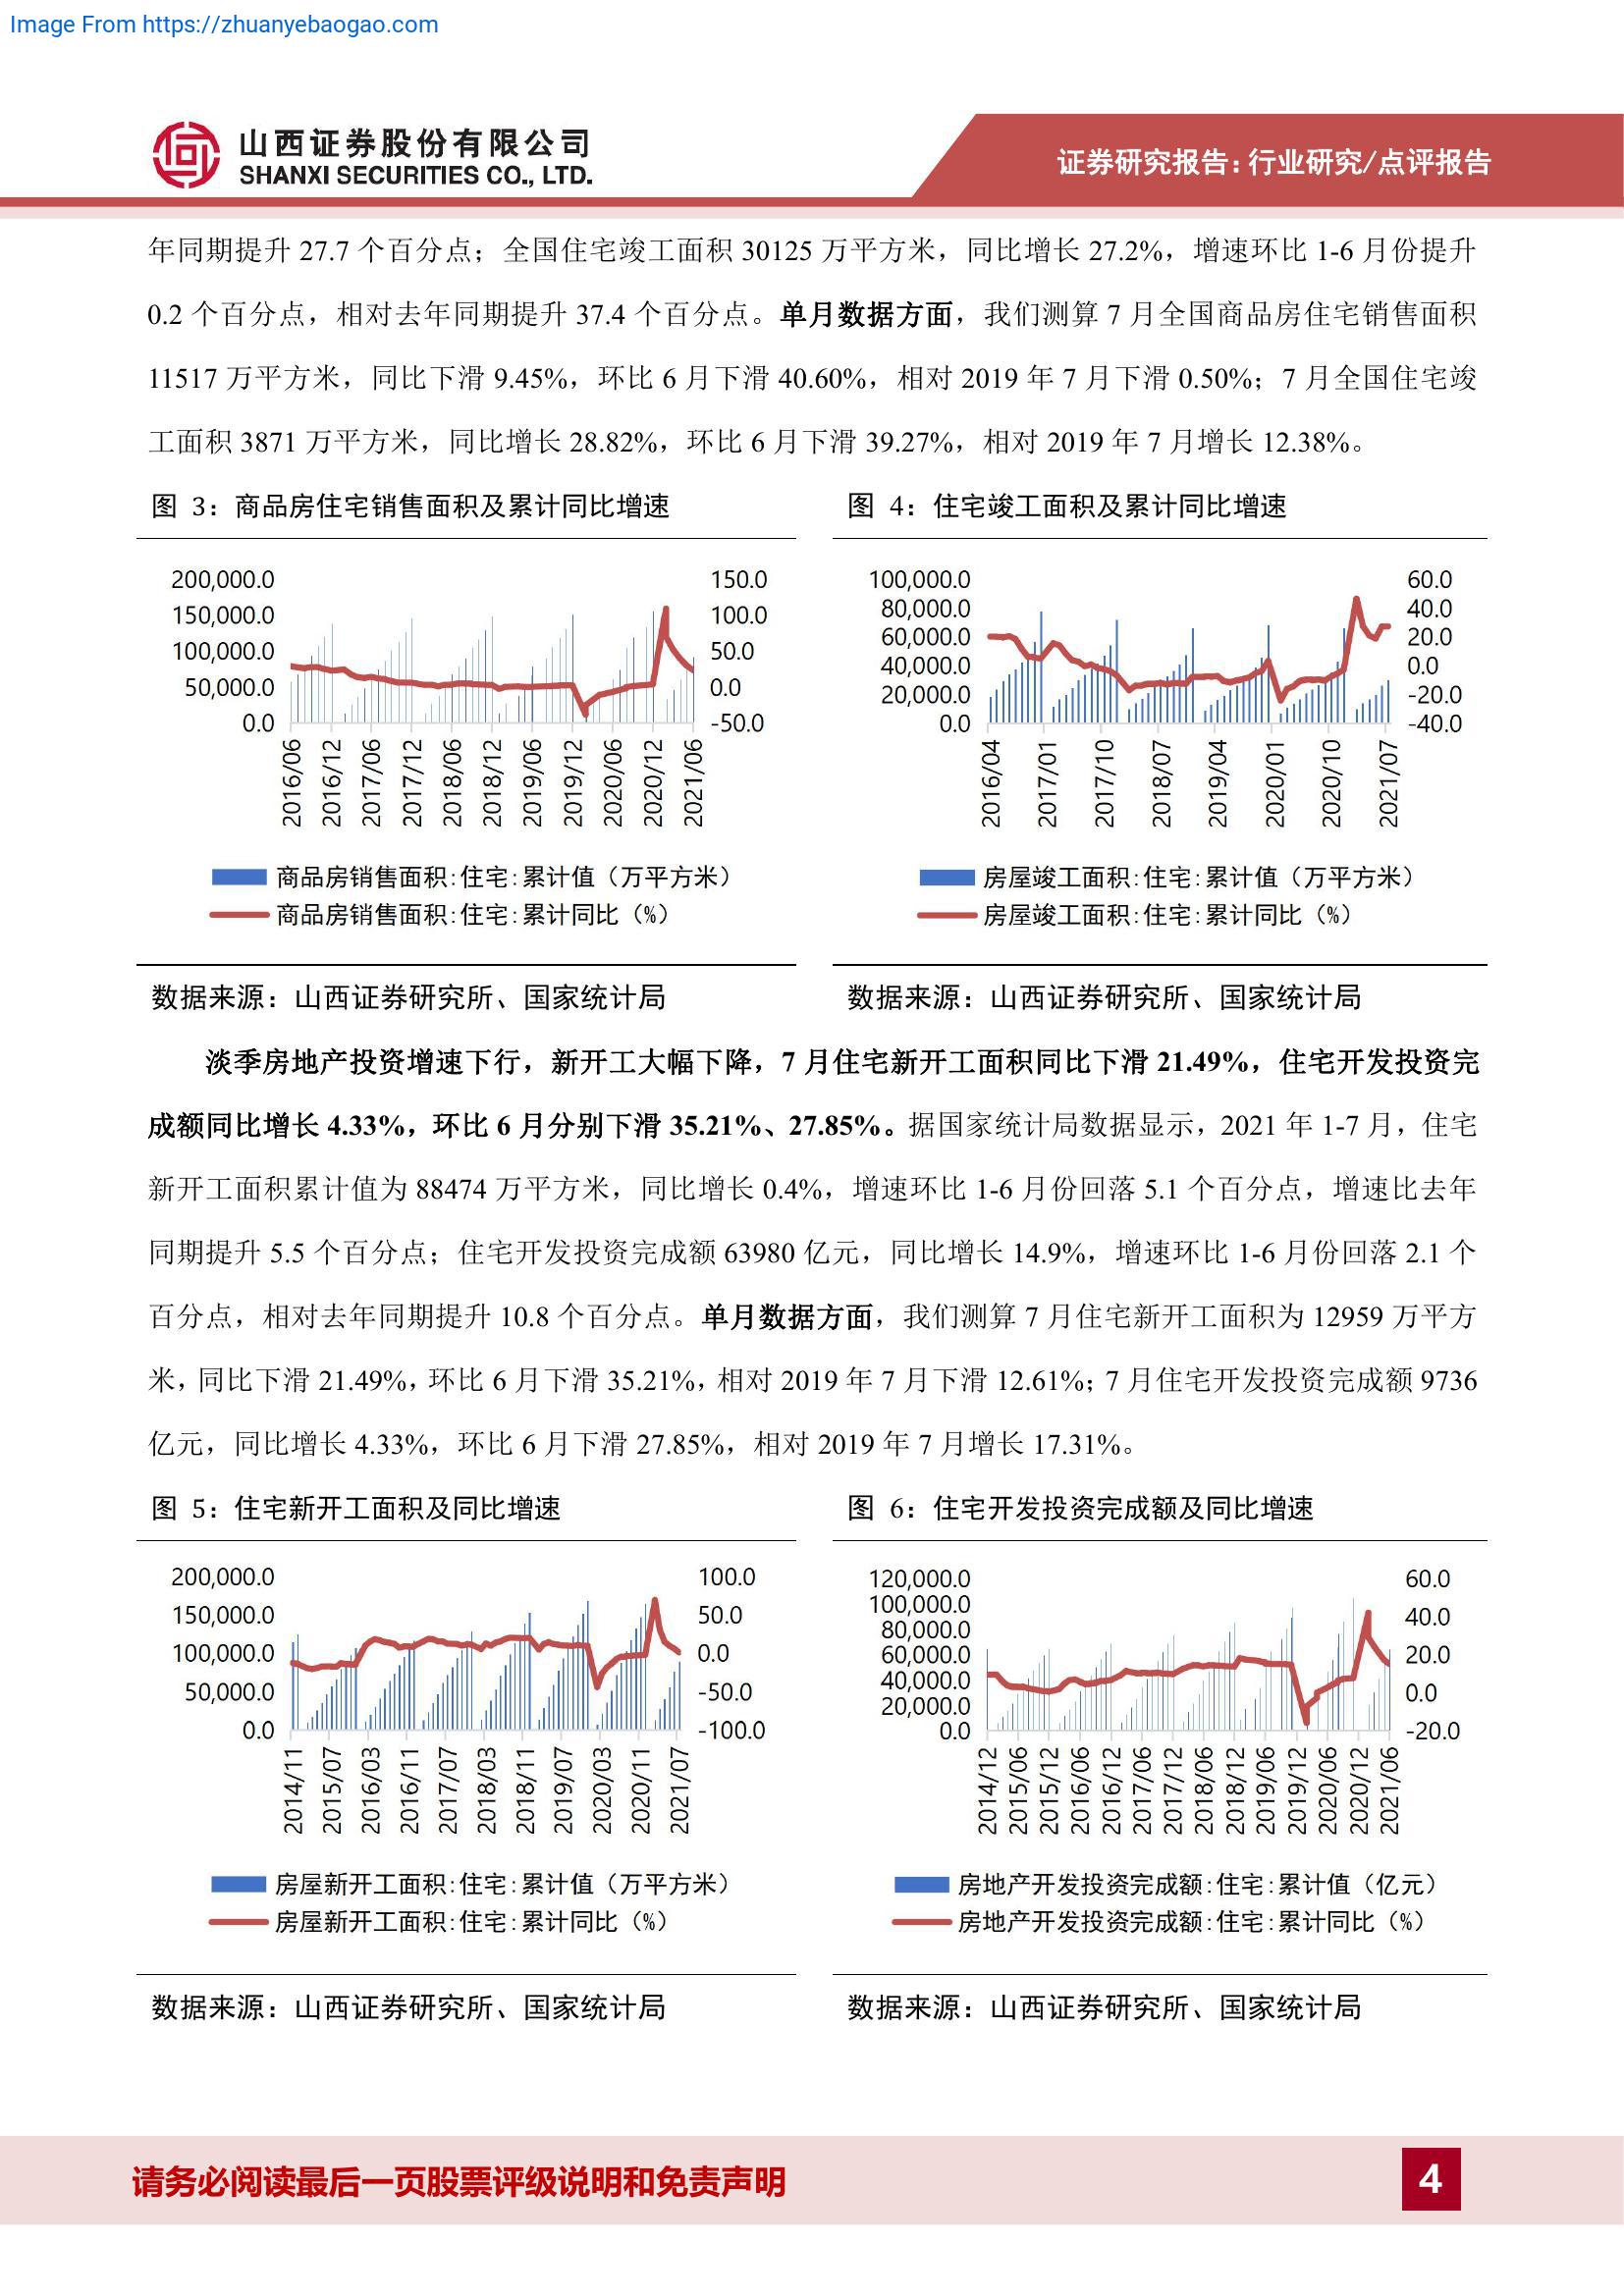 Image From https://zhuanyebaogao.com
山西证券股份有限公司
SHANXI SECURITIES CO., LTD.
证券研究报告:行业研究/点评报告
年同期提升 27.7 个百分点；全国住宅竣工面积 30125 万平方米，同比增长 27.2%，增速环比 1-6 月份提升
0.2 个百分点，相对去年同期提升 37.4 个百分点。单月数据方面，我们测算 7 月全国商品房住宅销售面积
11517 万平方米，同比下滑 9.45%，环比 6 月下滑 40.60%，相对 2019 年 7 月下滑 0.50%；7 月全国住宅竣
工面积 3871 万平方米，同比增长 28.82%，环比 6 月下滑 39.27%，相对 2019 年 7 月增长 12.38%。
图 3：商品房住宅销售面积及累计同比增速
200,000.0
150,000.0
100,000.0
50,000.0
0.0
150.0
100.0
50.0
0.0
-50.0
2016/06
2016/12
2017/06
2017/12
2018/06
2018/12
2019/06
2019/12
2020/06
2020/12
2021/06
商品房销售面积:住宅:累计值（万平方米）
商品房销售面积:住宅:累计同比（%）
数据来源：山西证券研究所、国家统计局
图 4：住宅竣工面积及累计同比增速
100,000.0
80,000.0
60,000.0
40,000.0
20,000.0
0.0
60.0
40.0
20.0
0.0
-20.0
-40.0
2016/04
2017/01
2017/10
2018/07
2019/04
2020/01
2020/10
2021/07
房屋竣工面积:住宅:累计值（万平方米）
房屋竣工面积:住宅:累计同比（%）
数据来源：山西证券研究所、国家统计局
淡季房地产投资增速下行，新开工大幅下降，7 月住宅新开工面积同比下滑 21.49%，住宅开发投资完
成额同比增长 4.33%，环比 6 月分别下滑 35.21%、27.85%。据国家统计局数据显示，2021 年 1-7 月，住宅
新开工面积累计值为 88474 万平方米，同比增长 0.4%，增速环比 1-6 月份回落 5.1 个百分点，增速比去年
同期提升 5.5 个百分点；住宅开发投资完成额 63980 亿元，同比增长 14.9%，增速环比 1-6 月份回落 2.1 个
百分点，相对去年同期提升 10.8 个百分点。单月数据方面，我们测算 7 月住宅新开工面积为 12959 万平方
米，同比下滑 21.49%，环比 6 月下滑 35.21%，相对 2019 年 7 月下滑 12.61%；7 月住宅开发投资完成额 9736
亿元，同比增长 4.33%，环比 6 月下滑 27.85%，相对 2019 年 7 月增长 17.31%。
图 5：住宅新开工面积及同比增速
200,000.0
150,000.0
100,000.0
50,000.0
0.0
100.0
50.0
0.0
-50.0
-100.0
2014/11
2015/07
2016/03
2016/11
2017/07
2018/03
2018/11
2019/07
2020/03
2020/11
2021/07
房屋新开工面积:住宅:累计值（万平方米）
房屋新开工面积:住宅:累计同比（%）
数据来源：山西证券研究所、国家统计局
图 6：住宅开发投资完成额及同比增速
120,000.0
100,000.0
80,000.0
60,000.0
40,000.0
20,000.0
0.0
60.0
40.0
20.0
0.0
-20.0
2014/12
2015/06
2015/12
2016/06
2016/12
2017/06
2017/12
2018/06
2018/12
2019/06
2019/12
2020/06
2020/12
2021/06
房地产开发投资完成额:住宅:累计值（亿元）
房地产开发投资完成额:住宅:累计同比（%）
数据来源：山西证券研究所、国家统计局
请务必阅读最后一页股票评级说明和免责声明
4